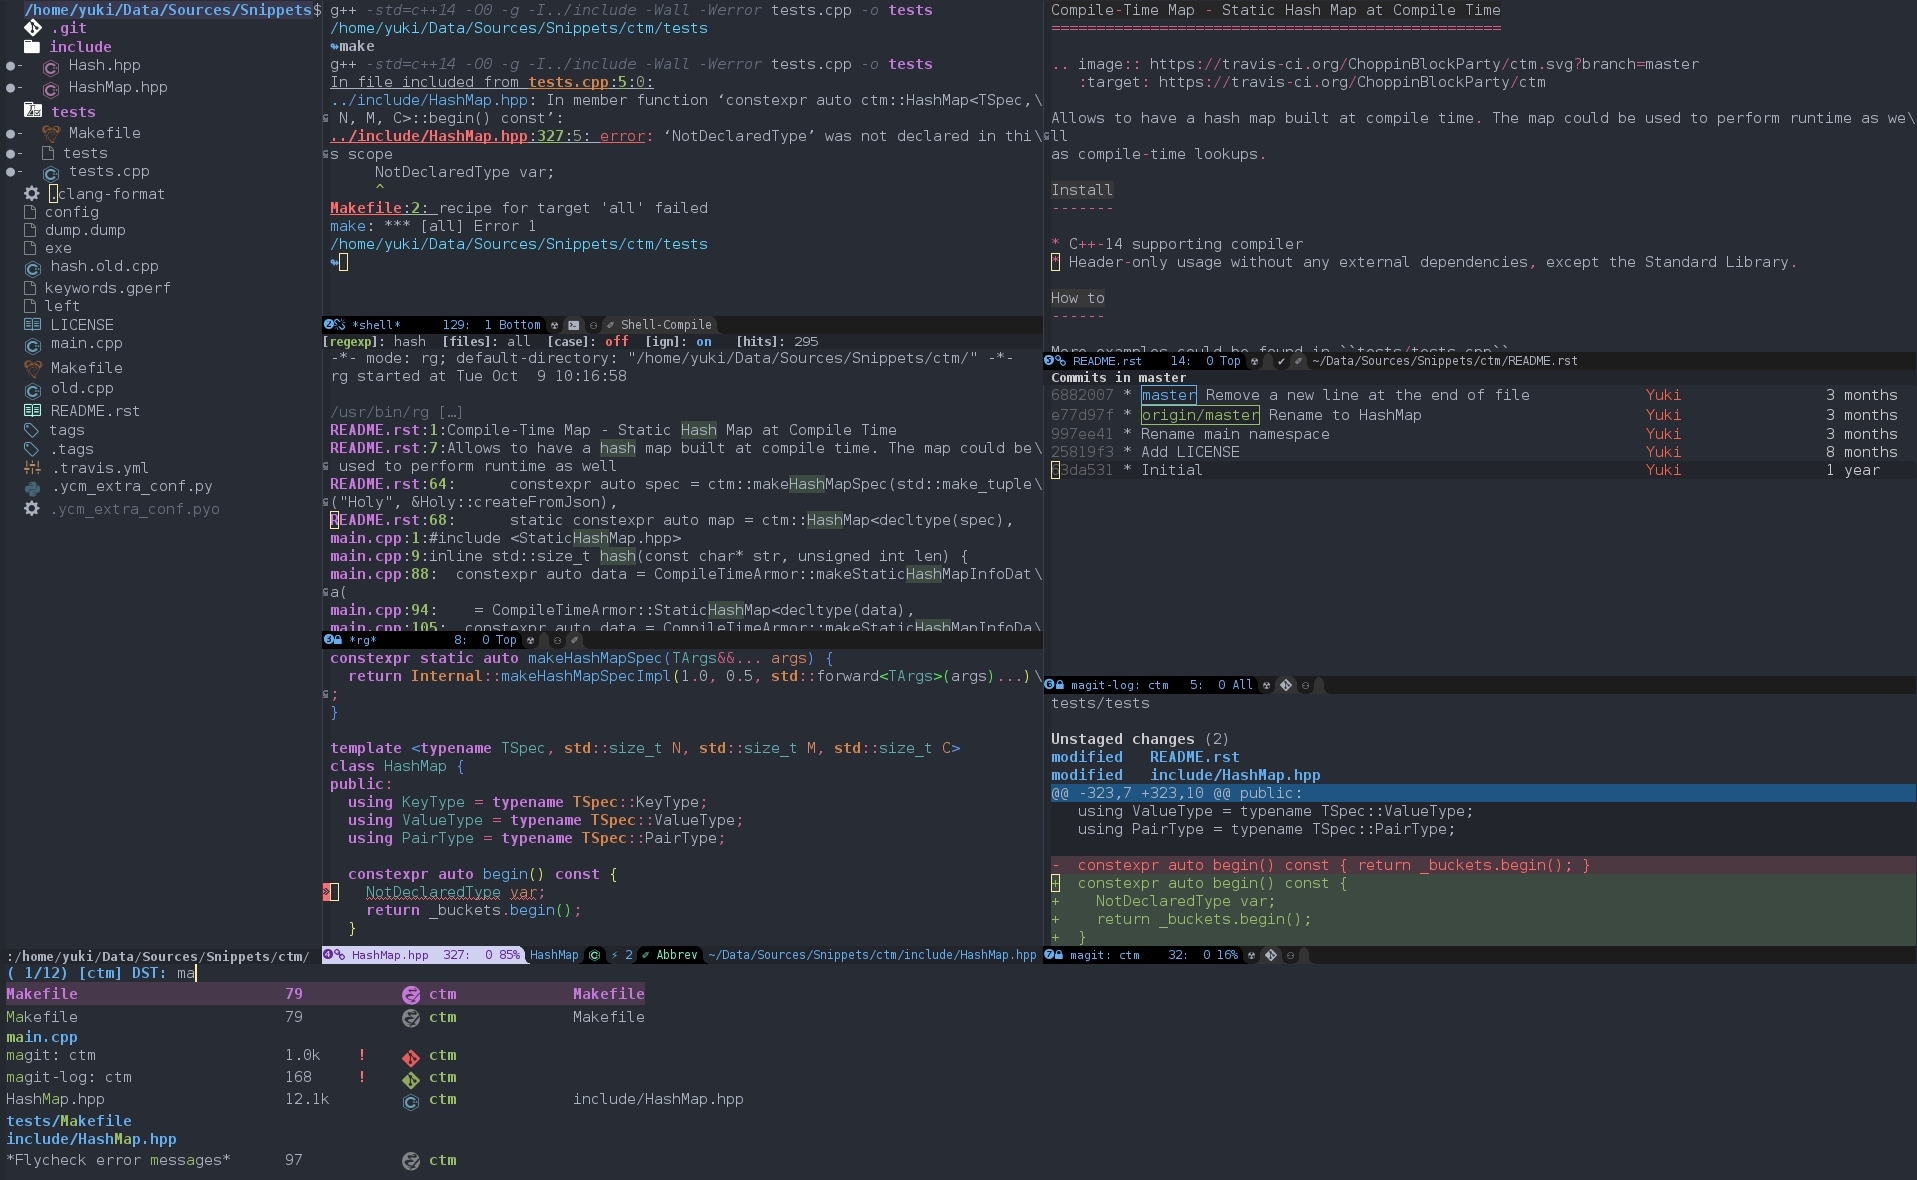 /home/yuki/Data/Sources/Snippets$
.git
include
Hash.hpp
HashMap.hpp
tests
Makefile
tests
tests.cpp
.clang-format
config
dump.dump
exe
hash.old.cpp
keywords.gperf
left
LICENSE
main.cpp
Makefile
old.cpp
README.rst
tags
.tags
.travis.yml
.ycm_extra_conf.py
.ycm_extra_conf.pyo
g++ -std=c++14 -O0 -g -I../include -Wall -Werror tests.cpp -o tests
/home/yuki/Data/Sources/Snippets/ctm/tests
make
g++ -std=c++14 -O0 -g -I../include -Wall -Werror tests.cpp -o tests
In file included from tests.cpp:5:0:
../include/HashMap.hpp: In member function ‘constexpr auto ctm::HashMap<TSpec,\
N, M, C>::begin() const’:
../include/HashMap.hpp:327:5: error: ‘NotDeclaredType’ was not declared in thi\
s scope
NotDeclaredType var;
^
Makefile:2: recipe for target 'all' failed
make: *** [all] Error 1
/home/yuki/Data/Sources/Snippets/ctm/tests
2 *shell* 129: 1 Bottom Shell-Compile
[regexp]: hash [files]: all [case]: off [ign]: on [hits]: 295
-*- mode: rg; default-directory: "/home/yuki/Data/Sources/Snippets/ctm/" -*-
rg started at Tue Oct  9 10:16:58
/usr/bin/rg […]
README.rst:1:Compile-Time Map - Static Hash Map at Compile Time
README.rst:7:Allows to have a hash map built at compile time. The map could be\
used to perform runtime as well
README.rst:64:      constexpr auto spec = ctm::makeHashMapSpec(std::make_tuple\
("Holy", &Holy::createFromJson),
README.rst:68:      static constexpr auto map = ctm::HashMap<decltype(spec),
main.cpp:1:#include <StaticHashMap.hpp>
main.cpp:9:inline std::size_t hash(const char* str, unsigned int len) {
main.cpp:88:  constexpr auto data = CompileTimeArmor::makeStaticHashMapInfoDat\
a(
main.cpp:94:    = CompileTimeArmor::StaticHashMap<decltype(data),
main.cpp:105:  constexpr auto data = CompileTimeArmor::makeStaticHashMapInfoDa\
3 *rg* 8: 0 Top
constexpr static auto makeHashMapSpec(TArgs&&... args) {
return Internal::makeHashMapSpecImpl(1.0, 0.5, std::forward<TArgs>(args)...)\
;
}
template <typename TSpec, std::size_t N, std::size_t M, std::size_t C>
class HashMap {
public:
using KeyType = typename TSpec::KeyType;
using ValueType = typename TSpec::ValueType;
using PairType = typename TSpec::PairType;
constexpr auto begin() const {
NotDeclaredType var;
return _buckets.begin();
}
4 HashMap.hpp 327: 0 85% HashMap 2 Abbrev ~/Data/Sources/Snippets/ctm/include/HashMap.hpp
Compile-Time Map - Static Hash Map at Compile Time
==================================================
.. image:: https://travis-ci.org/ChoppinBlockParty/ctm.svg?branch=master
:target: https://travis-ci.org/ChoppinBlockParty/ctm
Allows to have a hash map built at compile time. The map could be used to perform runtime as we\
ll
as compile-time lookups.
Install
-------
* C++-14 supporting compiler
* Header-only usage without any external dependencies, except the Standard Library.
How to
------
More examples could be found in ``tests/tests.cpp``
5 README.rst 14: 0 Top ~/Data/Sources/Snippets/ctm/README.rst
Commits in master
6882007 * master Remove a new line at the end of file Yuki 3 months
e77d97f * origin/master Rename to HashMap Yuki 3 months
997ee41 * Rename main namespace Yuki 3 months
25819f3 * Add LICENSE Yuki 8 months
63da531 * Initial Yuki 1 year
6 magit-log: ctm 5: 0 All
tests/tests
Unstaged changes (2)
modified   README.rst
modified   include/HashMap.hpp
@@ -323,7 +323,10 @@ public:
using ValueType = typename TSpec::ValueType;
using PairType = typename TSpec::PairType;
-  constexpr auto begin() const { return _buckets.begin(); }
+  constexpr auto begin() const {
+    NotDeclaredType var;
+    return _buckets.begin();
+  }
7 magit: ctm 32: 0 16%
:/home/yuki/Data/Sources/Snippets/ctm/
( 1/12) [ctm] DST: ma
Makefile 79 ctm Makefile
Makefile 79 ctm Makefile
main.cpp
magit: ctm 1.0k ! ctm
magit-log: ctm 168 ! ctm
HashMap.hpp 12.1k ctm include/HashMap.hpp
tests/Makefile
include/HashMap.hpp
*Flycheck error messages* 97 ctm